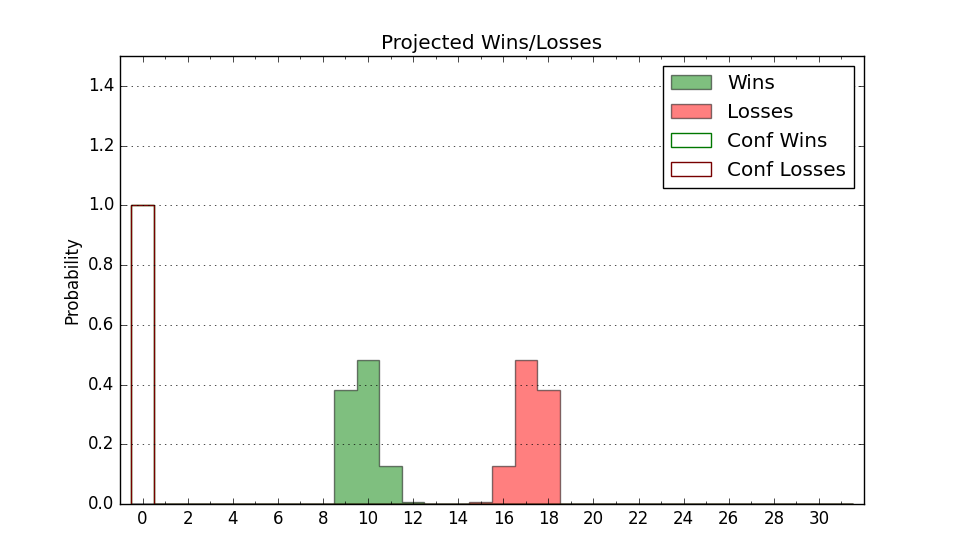 Projected Wins/Losses
Wins
Losses
Conf Wins
Conf Losses
Probability
1.4
1.2
1.0
0.8
0.6
0.4
0.2
0.0
0 2 4 6 8 10 12 14 16 18 20 22 24 26 28 30